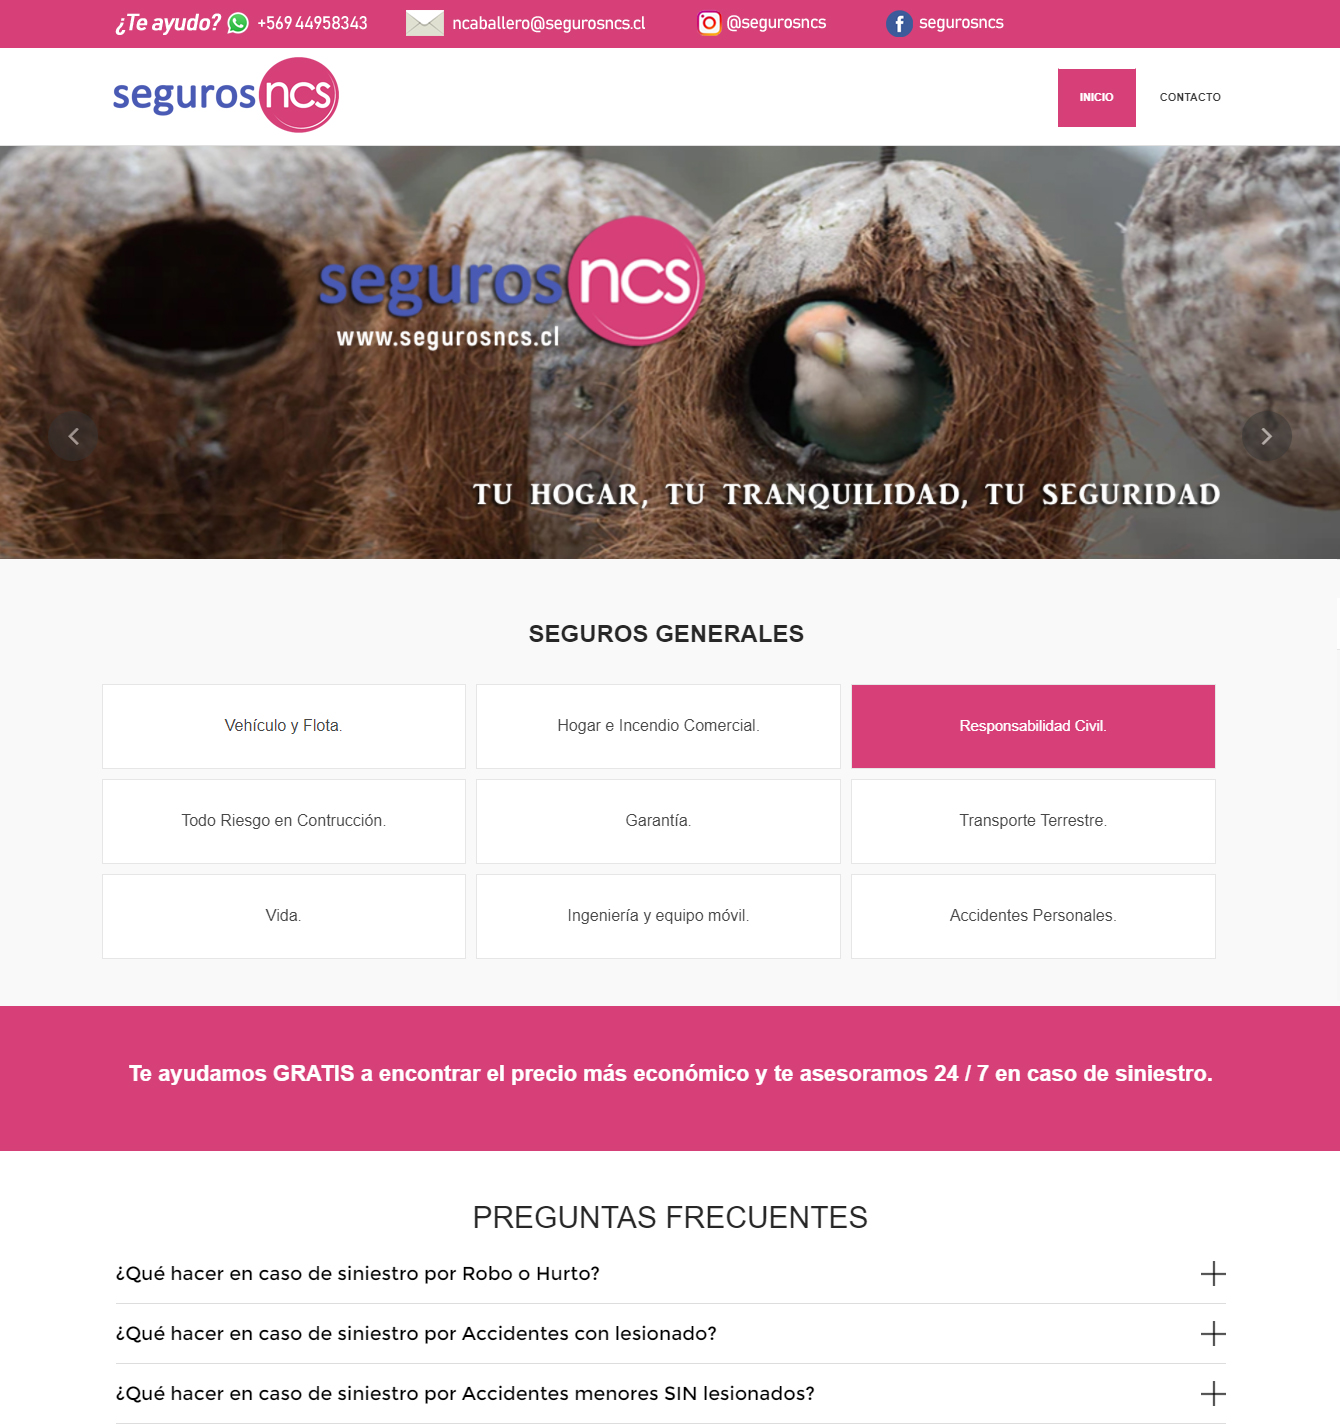 ¿Te ayudo? +569 44958343 ncaballero@segurosncs.cl @segurosncs segurosncs
seguros ncs
INICIO CONTACTO
seguros ncs
www.segurosncs.cl
TU HOGAR, TU TRANQUILIDAD, TU SEGURIDAD
SEGUROS GENERALES
Vehículo y Flota. Hogar e Incendio Comercial. Responsabilidad Civil.
Todo Riesgo en Contrucción. Garantía. Transporte Terrestre.
Vida. Ingeniería y equipo móvil. Accidentes Personales.
Te ayudamos GRATIS a encontrar el precio más económico y te asesoramos 24 / 7 en caso de siniestro.
PREGUNTAS FRECUENTES
¿Qué hacer en caso de siniestro por Robo o Hurto?
¿Qué hacer en caso de siniestro por Accidentes con lesionado?
¿Qué hacer en caso de siniestro por Accidentes menores SIN lesionados?